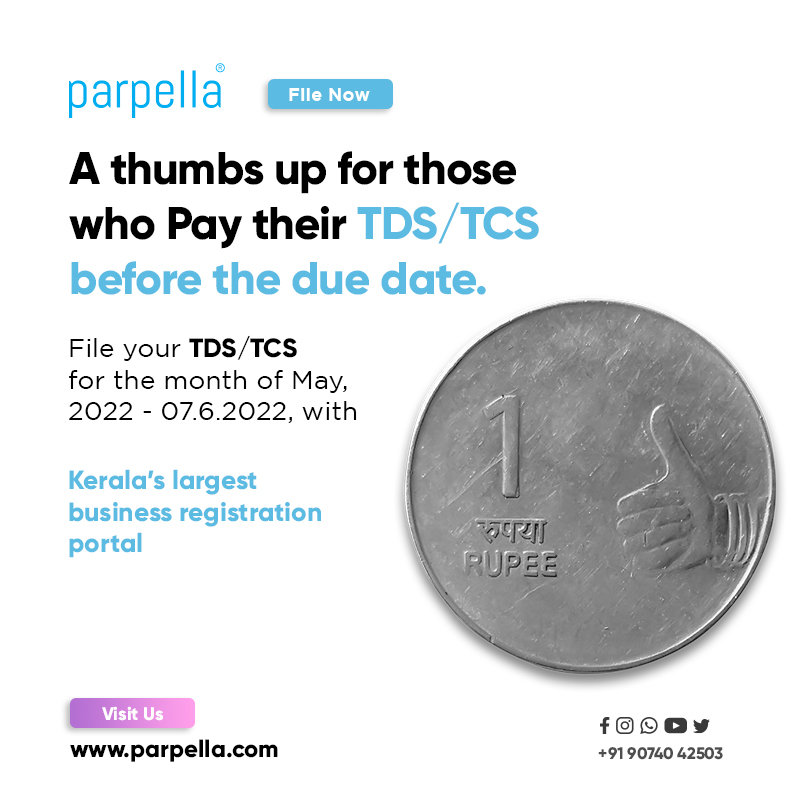 parpella®
File Now
A thumbs up for those
who Pay their TDS/TCS
before the due date.
File your TDS/TCS
for the month of May,
2022 - 07.6.2022, with
Kerala's largest
business registration
portal
1
रुपया
RUPEE
Visit Us
www.parpella.com
+91 90740 42503